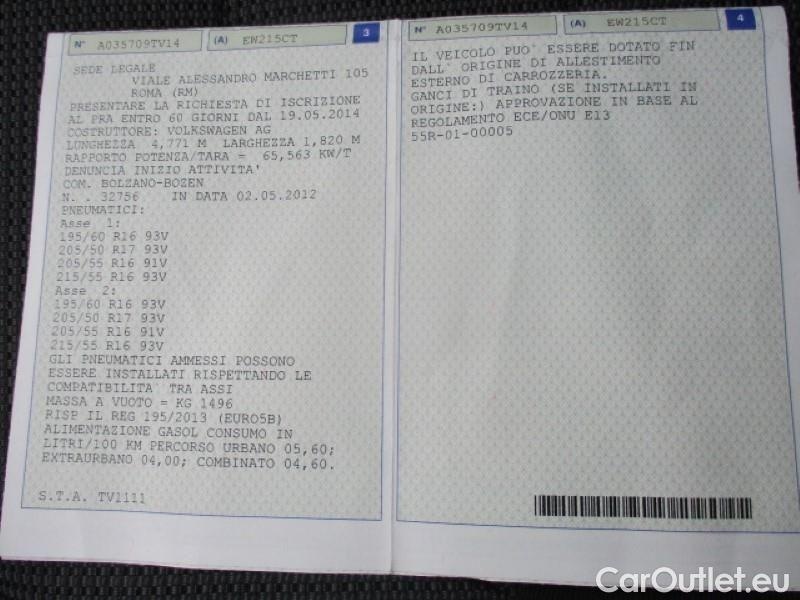 N° A035709TV14 (A) EW215CT 3
SEDE LEGALE
VIALE ALESSANDRO MARCHETTI 105
ROMA (RM)
PRESENTARE LA RICHIESTA DI ISCRIZIONE
AL PRA ENTRO 60 GIORNI DAL 19.05.2014
COSTRUTTORE: VOLKSWAGEN AG
LUNGHEZZA 4,771 M LARGHEZZA 1,820 M
RAPPORTO POTENZA/TARA = 65,563 KW/T
DENUNCIA INIZIO ATTIVITA'
COM. BOLZANO-BOZEN
N. . 32756 IN DATA 02.05.2012
PNEUMATICI:
Asse 1:
195/60 R16 93V
205/50 R17 93V
205/55 R16 91V
215/55 R16 93V
Asse 2:
195/60 R16 93V
205/50 R17 93V
205/55 R16 91V
215/55 R16 93V
GLI PNEUMATICI AMMESSI POSSONO
ESSERE INSTALLATI RISPETTANDO LE
COMPATIBILITA` TRA ASSI
MASSA A VUOTO = KG 1496
RISP IL REG 195/2013 (EURO5B)
ALIMENTAZIONE GASOL CONSUMO IN
LITRI/100 KM PERCORSO URBANO 05,60;
EXTRAURBANO 04,00; COMBINATO 04,60.
S.T.A. TV1111
N° A035709TV14 (A) EW215CT 4
IL VEICOLO PUO` ESSERE DOTATO FIN
DALL` ORIGINE DI ALLESTIMENTO
ESTERNO DI CARROZZERIA.
GANCI DI TRAINO (SE INSTALLATI IN
ORIGINE:) APPROVAZIONE IN BASE AL
REGOLAMENTO ECE/ONU E13
55R-01-00005
CarOutlet.eu